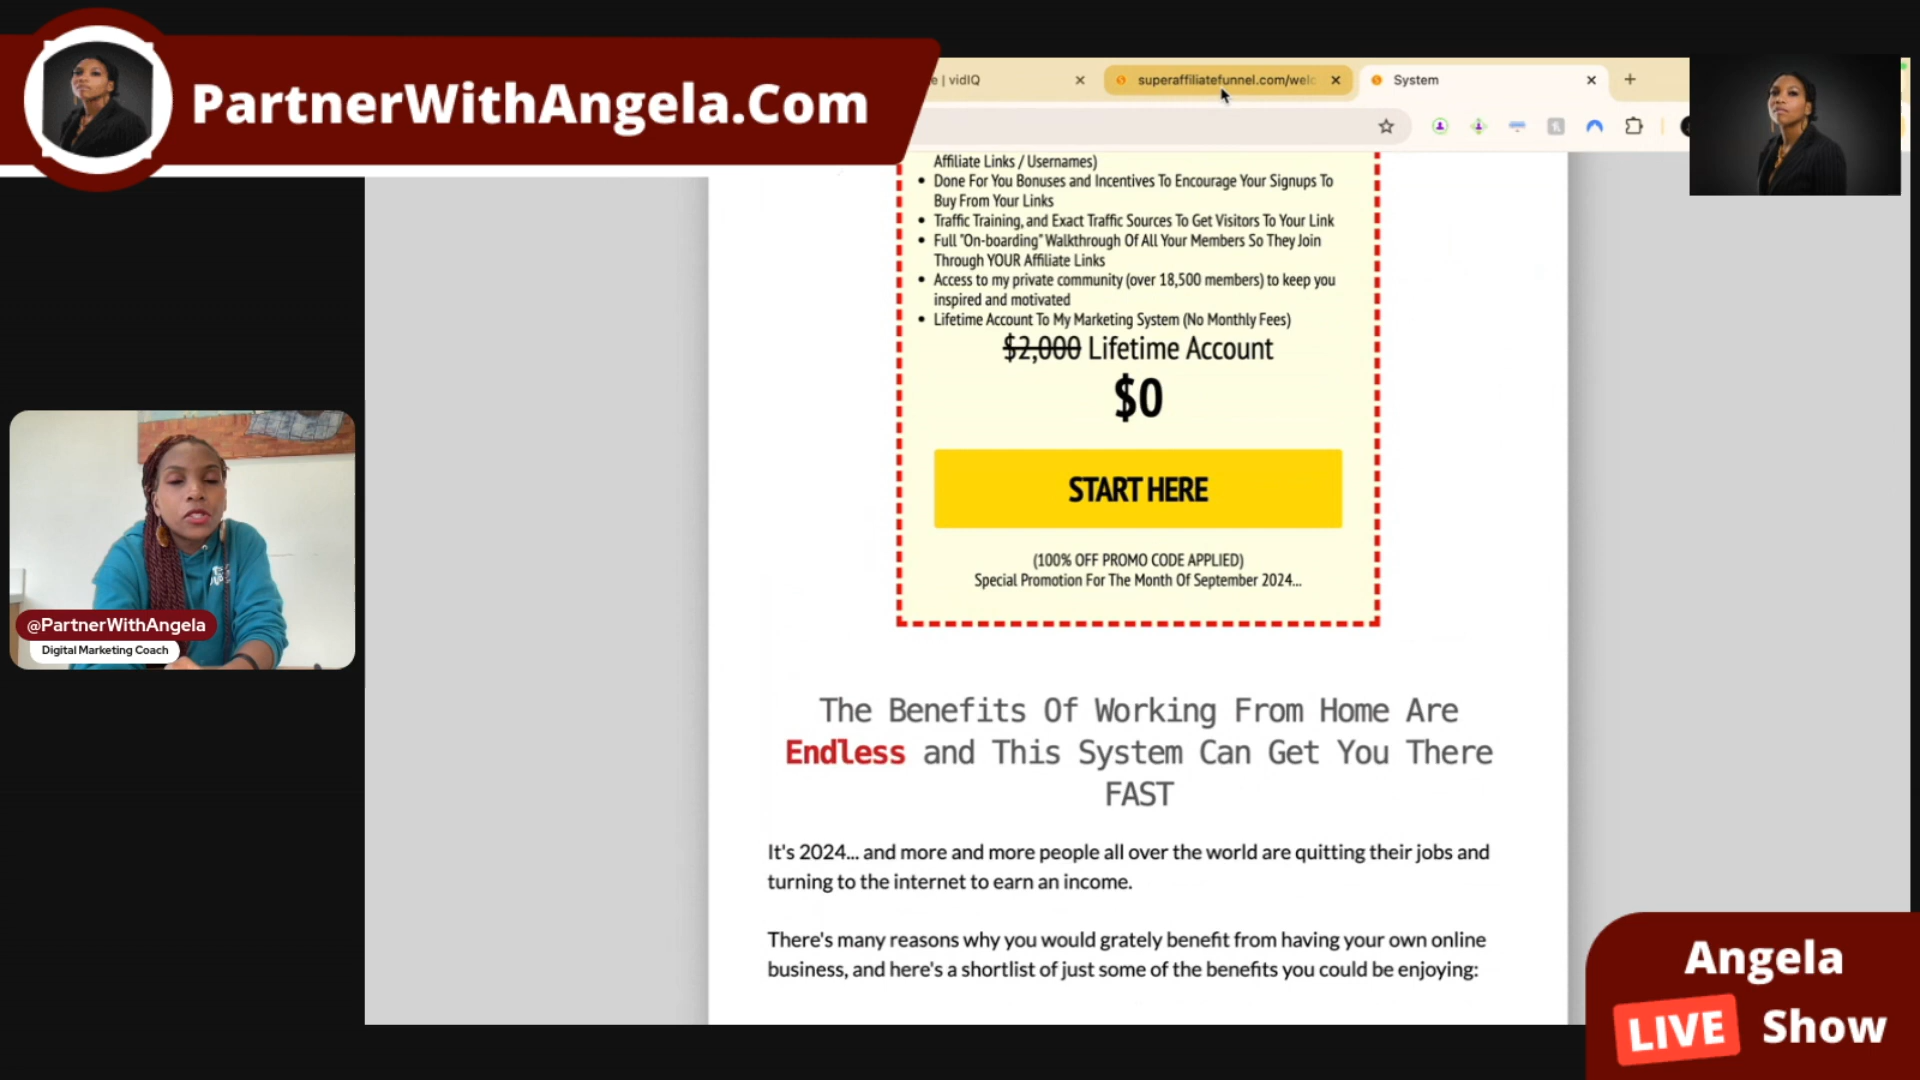 PartnerWithAngela.Com
e | vidIQ
superaffiliatefunnel.com/welc
System
Affiliate Links / Usernames)
Done For You Bonuses and Incentives To Encourage Your Signups To
Buy From Your Links
Traffic Training, and Exact Traffic Sources To Get Visitors To Your Link
Full "On-boarding" Walkthrough Of All Your Members So They Join
Through YOUR Affiliate Links
Access to my private community (over 18,500 members) to keep you
inspired and motivated
Lifetime Account To My Marketing System (No Monthly Fees)
$2,000 Lifetime Account
$0
START HERE
(100% OFF PROMO CODE APPLIED)
Special Promotion For The Month Of September 2024...
@PartnerWithAngela
Digital Marketing Coach
The Benefits Of Working From Home Are
Endless and This System Can Get You There
FAST
It's 2024... and more and more people all over the world are quitting their jobs and
turning to the internet to earn an income.
There's many reasons why you would grately benefit from having your own online
business, and here's a shortlist of just some of the benefits you could be enjoying:
Angela
LIVE Show